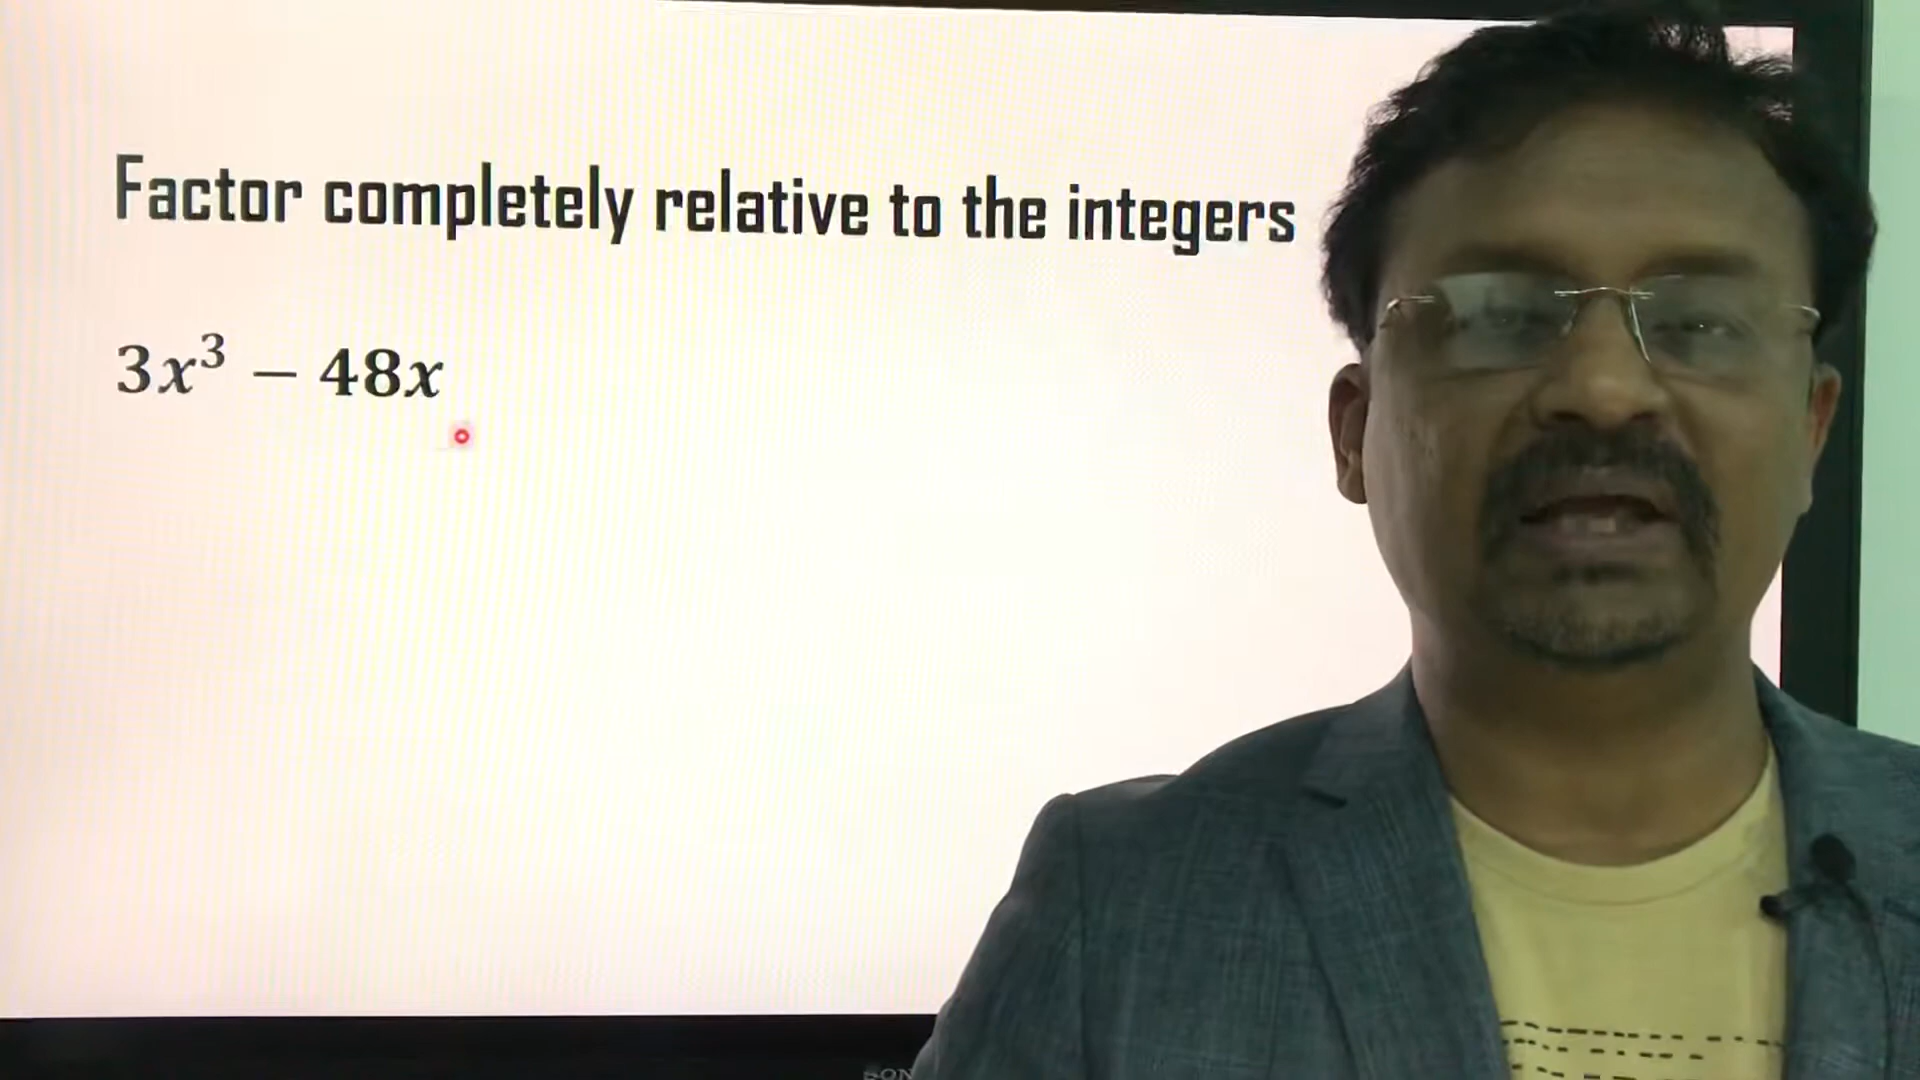 Factor completely relative to the integers
3x³ − 48x